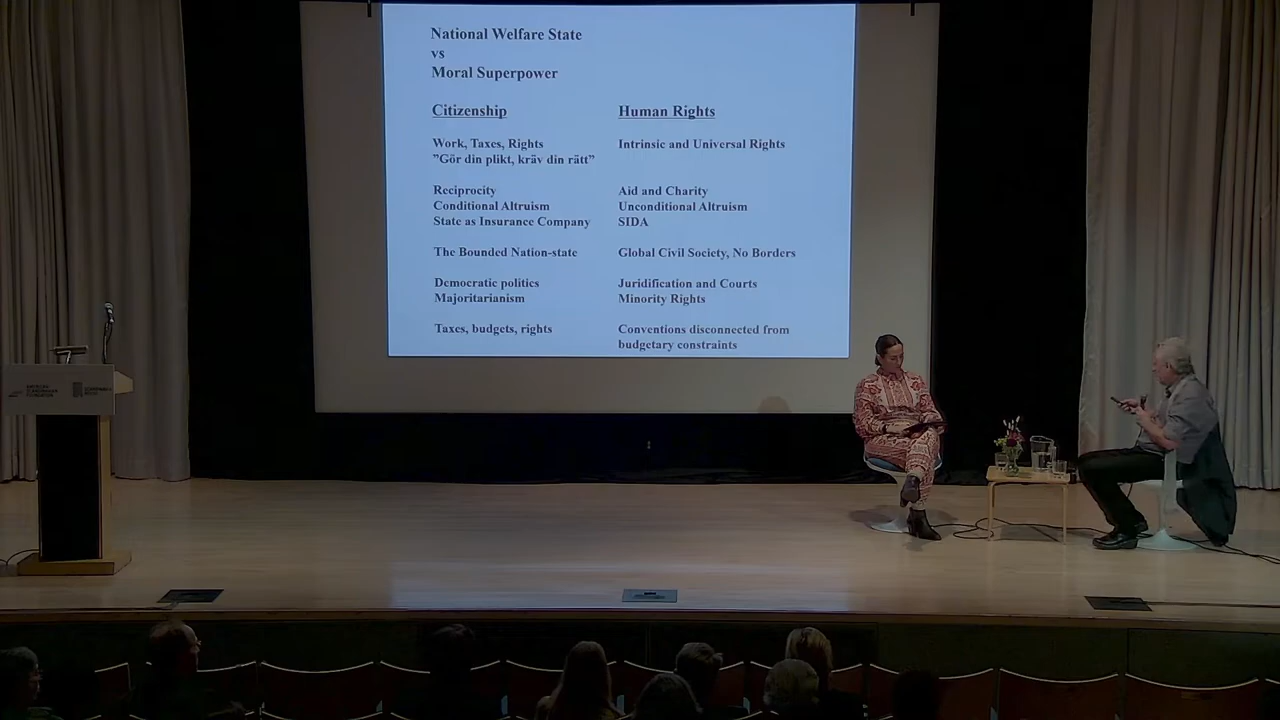 National Welfare State
vs
Moral Superpower
Citizenship
Human Rights
Work, Taxes, Rights
”Gör din plikt, kräv din rätt”
Intrinsic and Universal Rights
Reciprocity
Conditional Altruism
State as Insurance Company
Aid and Charity
Unconditional Altruism
SIDA
The Bounded Nation-state
Global Civil Society, No Borders
Democratic politics
Majoritarianism
Juridification and Courts
Minority Rights
Taxes, budgets, rights
Conventions disconnected from
budgetary constraints
AMERICAN
SCANDINAVIAN
FOUNDATION